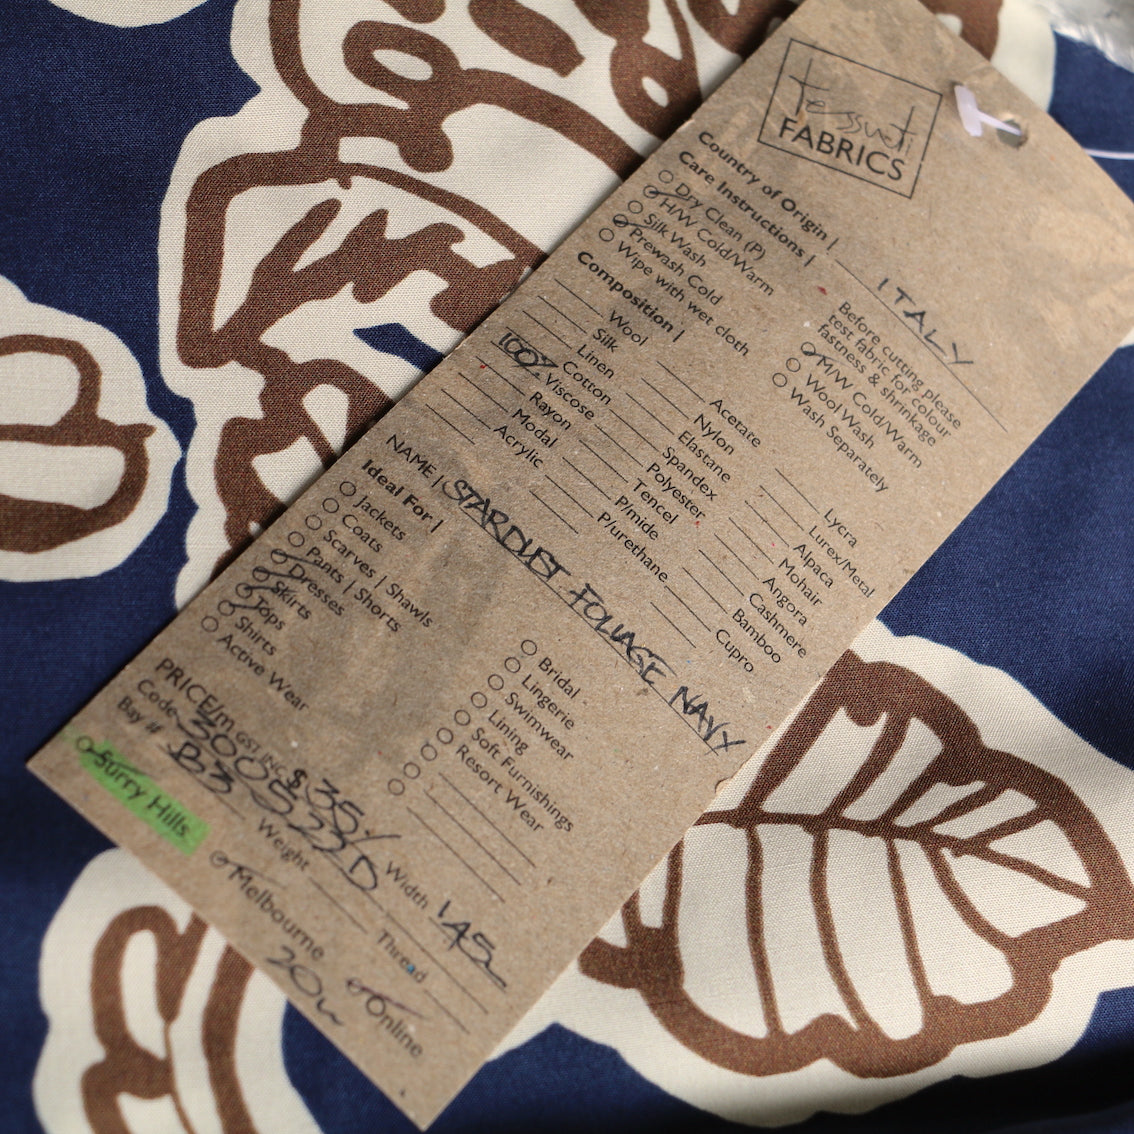 tessuti
FABRICS
Country of Origin | ITALY
Care Instructions |
Dry Clean (P)
H/W Cold/Warm
Silk Wash
Prewash Cold
Wipe with wet cloth
Before cutting please
test fabric for colour
fastness & shrinkage
M/W Cold/Warm
Wool Wash
Wash Separately
Composition |
Wool
Silk
Linen
100% Cotton
Viscose
Rayon
Modal
Acrylic
Acetate
Nylon
Elastane
Spandex
Polyester
Tencel
P/mide
P/urethane
Lycra
Lurex/Metal
Alpaca
Mohair
Angora
Cashmere
Bamboo
Cupro
NAME | STARDUST FOLIAGE NAVY
Ideal For |
Jackets
Coats
Scarves | Shawls
Pants | Shorts
Dresses
Skirts
Tops
Shirts
Active Wear
Bridal
Lingerie
Swimwear
Lining
Soft Furnishings
Resort Wear
PRICE/m GST INC $35/ Width 145
Code 3000523D
Bay # B3 Weight Thread
Surry Hills Melbourne Online